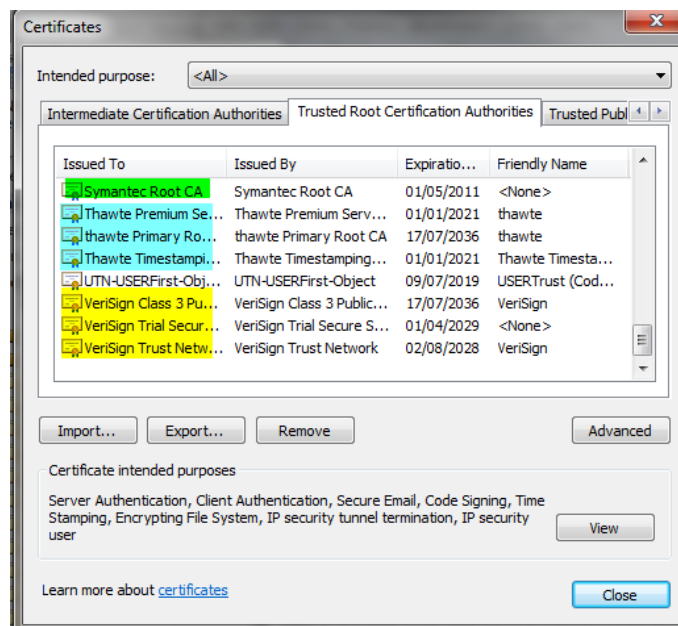 Certificates
Intended purpose: <All>
Intermediate Certification Authorities Trusted Root Certification Authorities Trusted Publ
Issued To Issued By Expiratio... Friendly Name
Symantec Root CA Symantec Root CA 01/05/2011 <None>
Thawte Premium Se... Thawte Premium Serv... 01/01/2021 thawte
thawte Primary Ro... thawte Primary Root CA 17/07/2036 thawte
Thawte Timestampi... Thawte Timestamping... 01/01/2021 Thawte Timesta...
UTN-USERFirst-Obj... UTN-USERFirst-Object 09/07/2019 USERTrust (Cod...
VeriSign Class 3 Pu... VeriSign Class 3 Public... 17/07/2036 VeriSign
VeriSign Trial Secur... VeriSign Trial Secure S... 01/04/2029 <None>
VeriSign Trust Netw... VeriSign Trust Network 02/08/2028 VeriSign
Import... Export... Remove Advanced
Certificate intended purposes
Server Authentication, Client Authentication, Secure Email, Code Signing, Time
Stamping, Encrypting File System, IP security tunnel termination, IP security
user
View
Learn more about certificates
Close